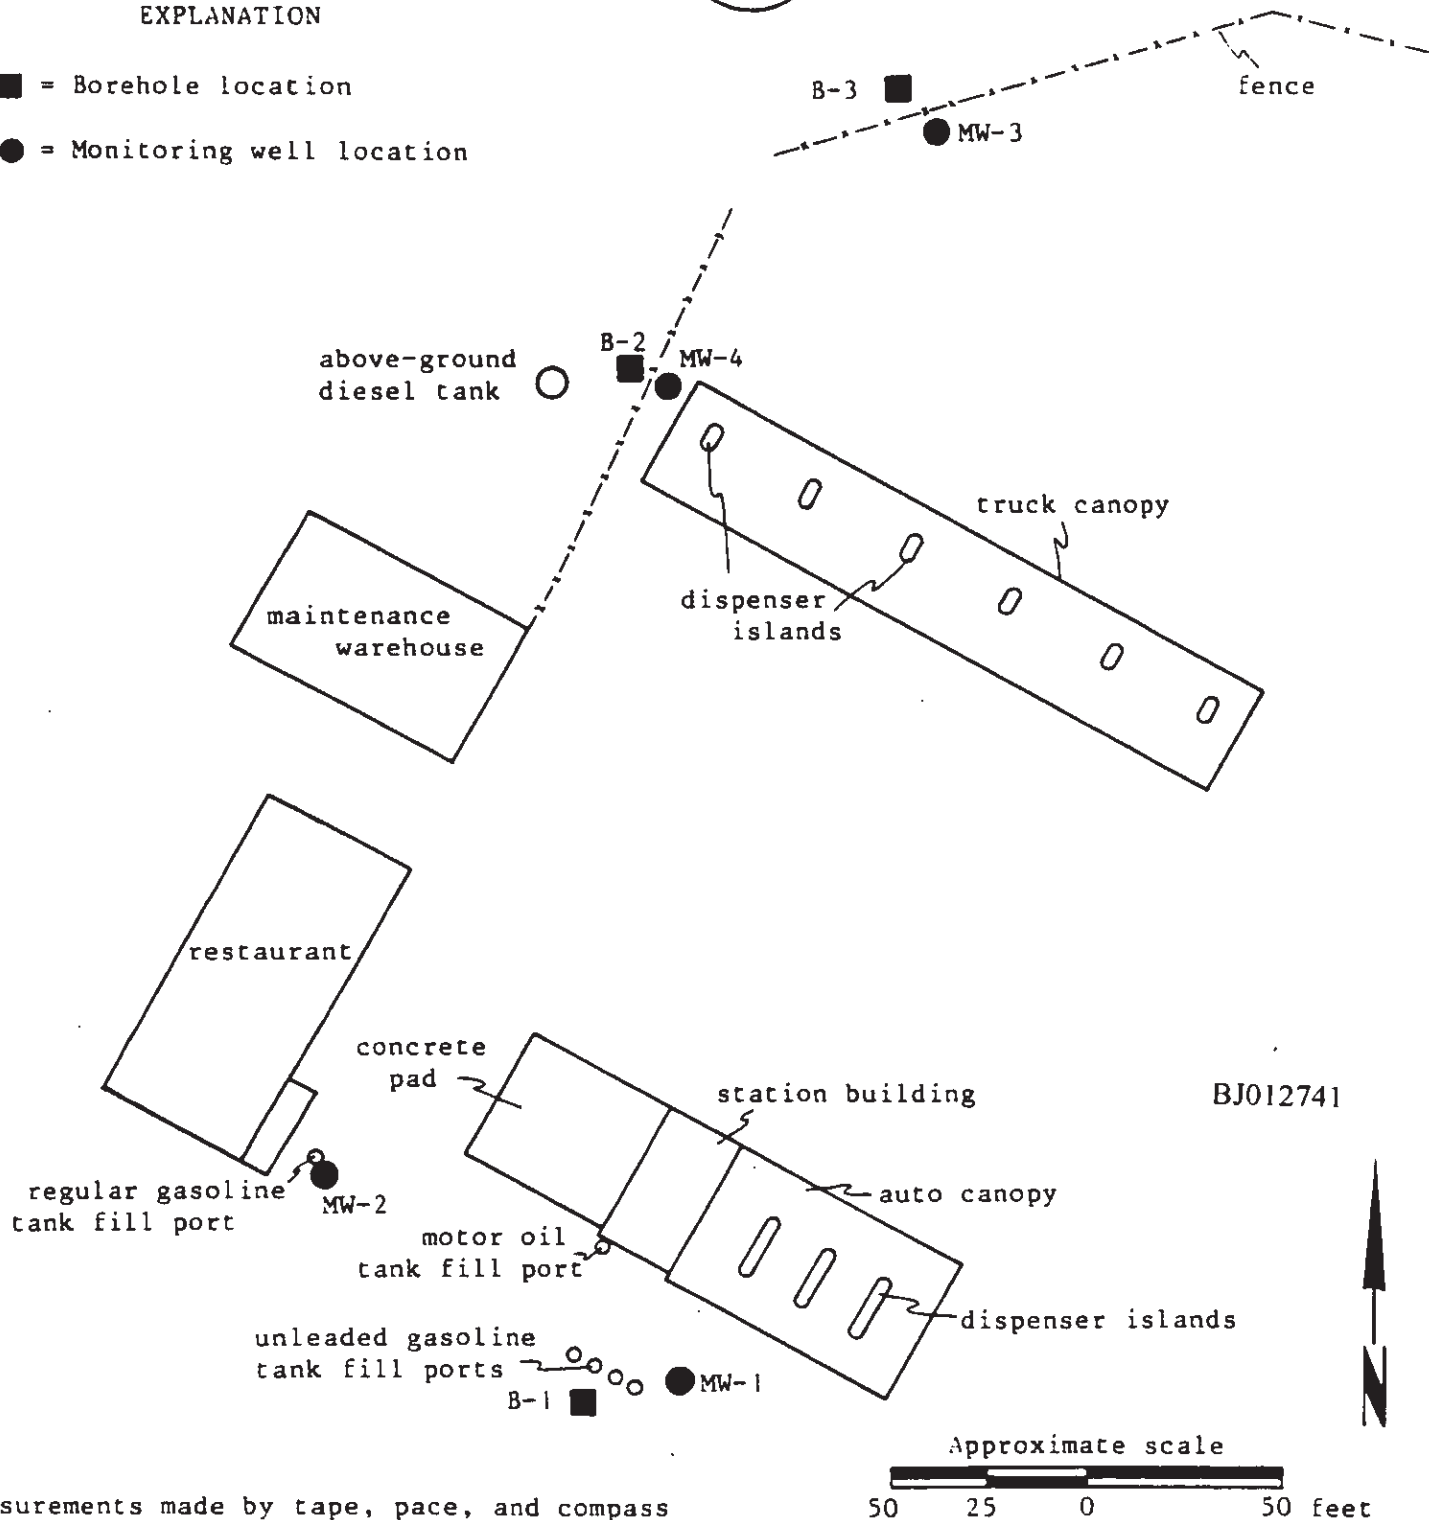 EXPLANATION
= Borehole location
= Monitoring well location
B-3
MW-3
fence
B-2
MW-4
above-ground
diesel tank
truck canopy
dispenser
islands
maintenance
warehouse
restaurant
concrete
pad
station building
BJ012741
auto canopy
regular gasoline
tank fill port
MW-2
motor oil
tank fill port
dispenser islands
unleaded gasoline
tank fill ports
B-1
MW-1
N
Approximate scale
50 25 0 50 feet
surements made by tape, pace, and compass